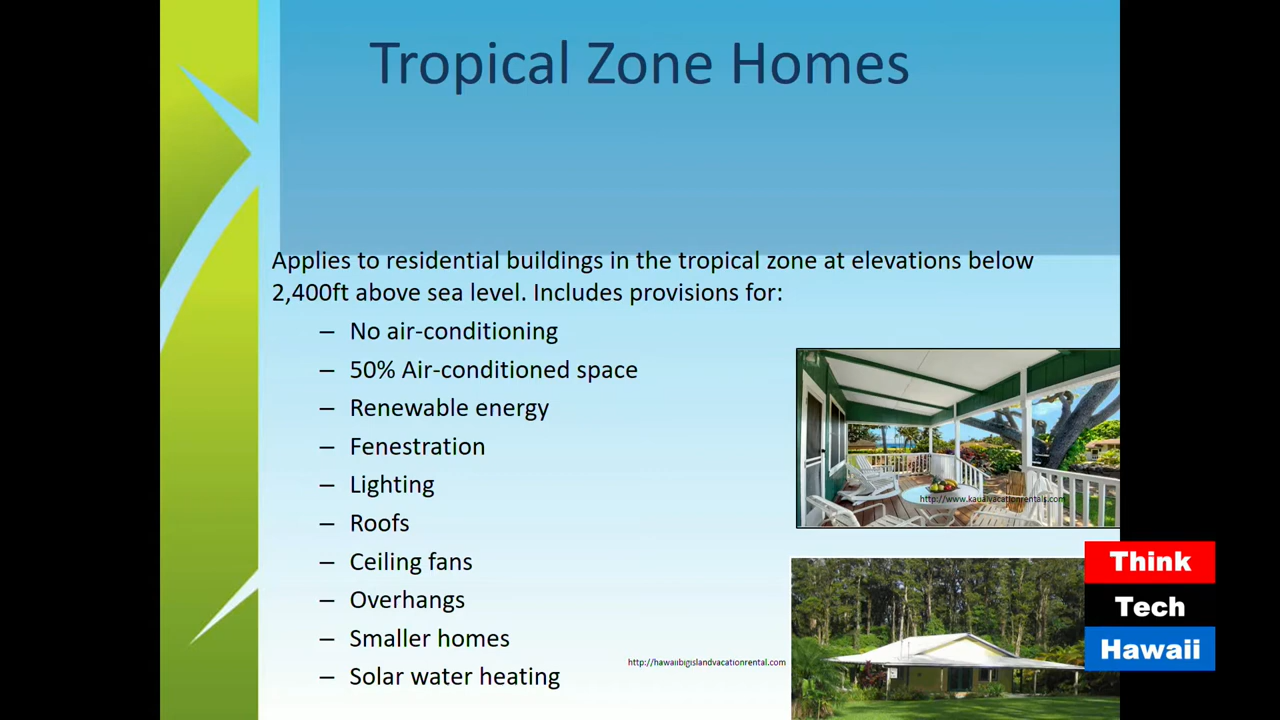 Tropical Zone Homes
Applies to residential buildings in the tropical zone at elevations below
2,400ft above sea level. Includes provisions for:
– No air-conditioning
– 50% Air-conditioned space
– Renewable energy
– Fenestration
– Lighting
– Roofs
– Ceiling fans
– Overhangs
– Smaller homes
– Solar water heating
http://www.kauaivacationrentals.com
http://hawaiibigislandvacationrental.com
Think
Tech
Hawaii